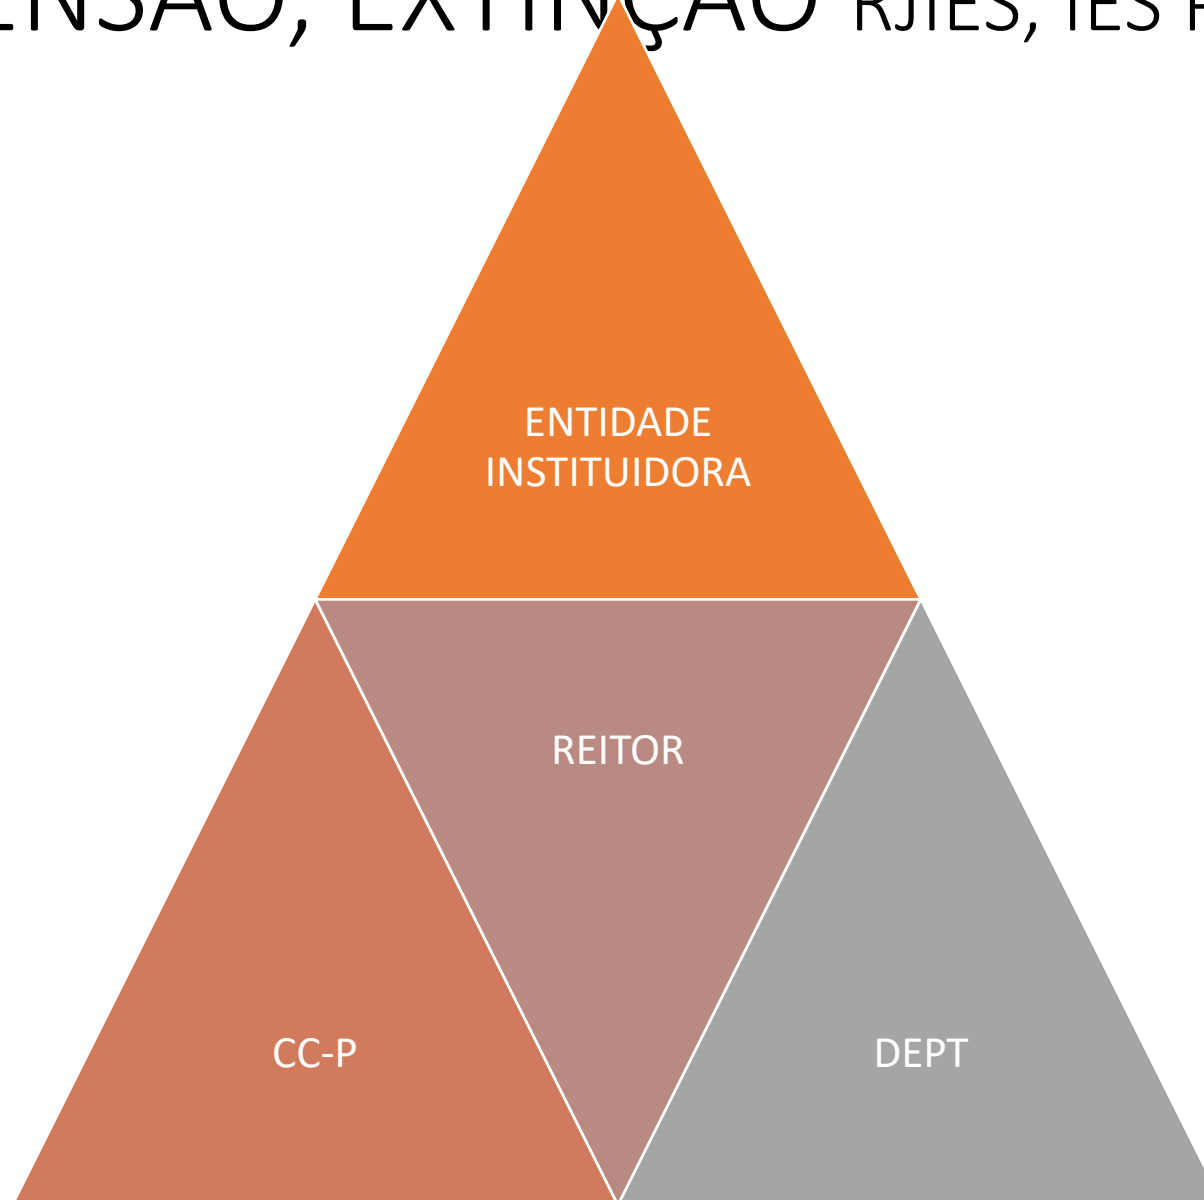 EXTINÇÃO RJIES, IES
ENTIDADE
INSTITUIDORA
REITOR
CC-P
DEPT